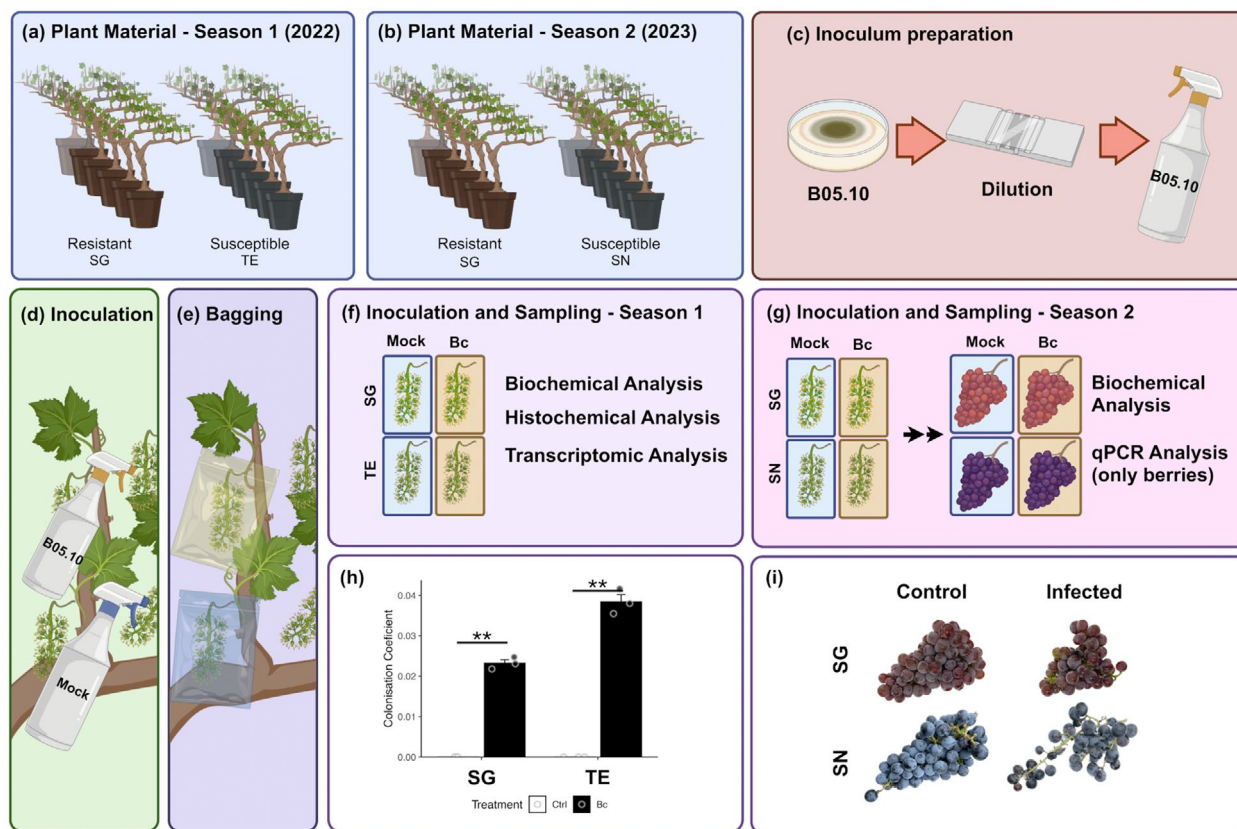 (a) Plant Material - Season 1 (2022)
Resistant
SG
Susceptible
TE
(b) Plant Material - Season 2 (2023)
Resistant
SG
Susceptible
SN
(c) Inoculum preparation
B05.10
Dilution
B05.10
(d) Inoculation
B05.10
Mock
(e) Bagging
(f) Inoculation and Sampling - Season 1
Mock Bc
SG
TE
Biochemical Analysis
Histochemical Analysis
Transcriptomic Analysis
(g) Inoculation and Sampling - Season 2
Mock Bc
SG
SN
Mock Bc
Biochemical
Analysis
qPCR Analysis
(only berries)
(h)
Colonisation Coeficient
0.04
0.03
0.02
0.01
0.00
**
**
SG TE
Treatment Ctrl Bc
(i)
Control Infected
SG
SN